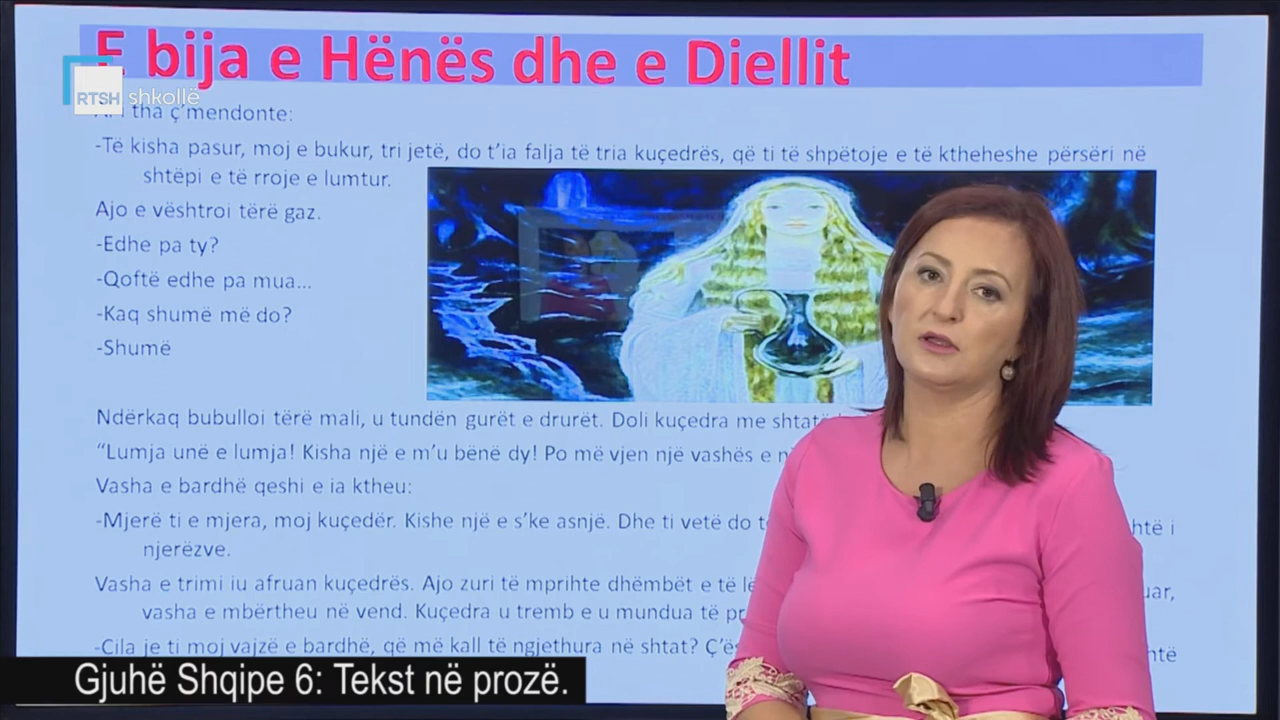 E bija e Hënës dhe e Diellit
RTSH shkollë
tha ç’mendonte:
-Të kisha pasur, moj e bukur, tri jetë, do t’ia falja të tria kuçedrës, që ti të shpëtoje e të ktheheshe përsëri në
shtëpi e të rroje e lumtur.
Ajo e vështroi tërë gaz.
-Edhe pa ty?
-Qoftë edhe pa mua...
-Kaq shumë më do?
-Shumë
Ndërkaq bubulloi tërë mali, u tundën gurët e drurët. Doli kuçedra me shtatë
“Lumja unë e lumja! Kisha një e m’u bënë dy! Po më vjen një vashës e
Vasha e bardhë qeshi e ia ktheu:
-Mjerë ti e mjera, moj kuçedër. Kishe një e s’ke asnjë. Dhe ti vetë do i
njerëzve.
Vasha e trimi iu afruan kuçedrës. Ajo zuri të mprihte dhëmbët e të
vasha e mbërtheu në vend. Kuçedra u tremb e u mundua të
-Cila je ti moj vajzë e bardhë, që më kall të ngjethura në shtat?
Gjuhë Shqipe 6: Tekst në prozë.